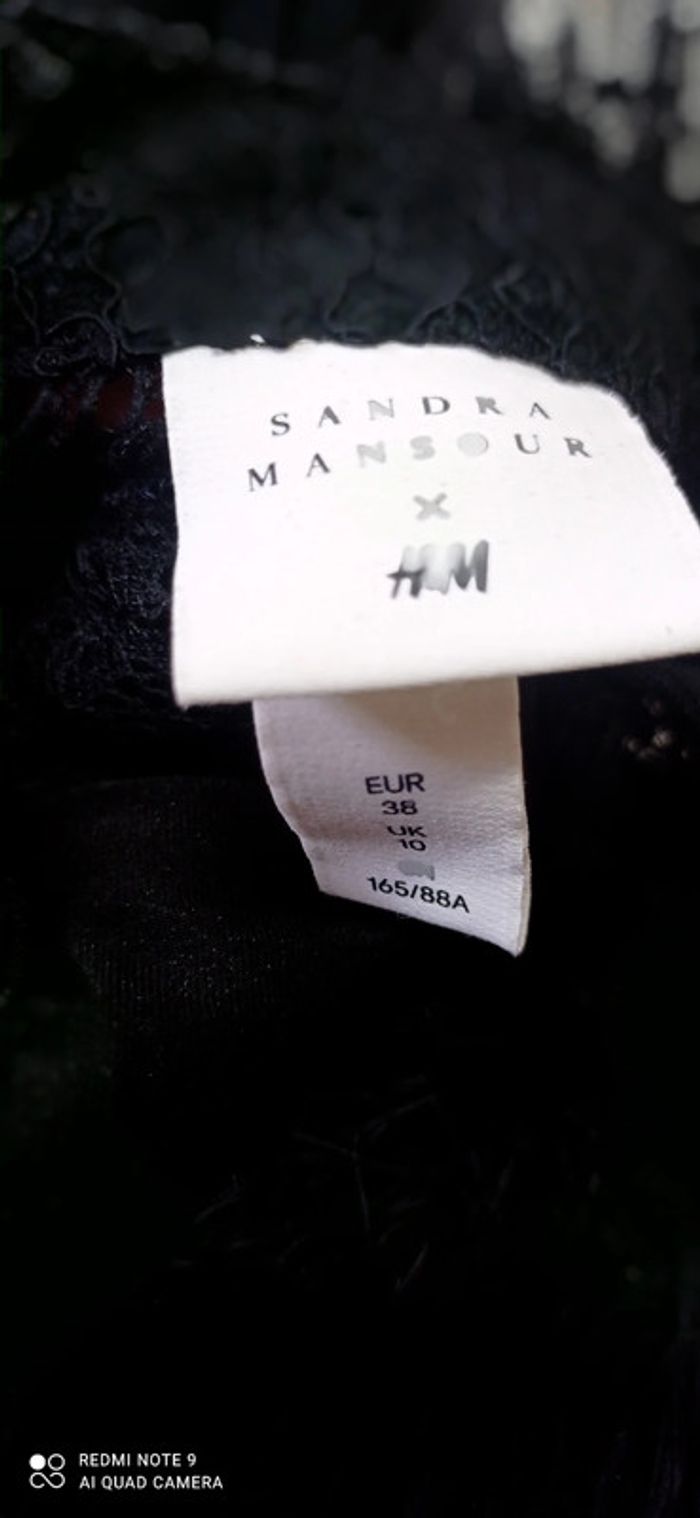 SANDRA
MANSOUR
×
H&M
EUR
38
UK
10
165/88A
REDMI NOTE 9
AI QUAD CAMERA